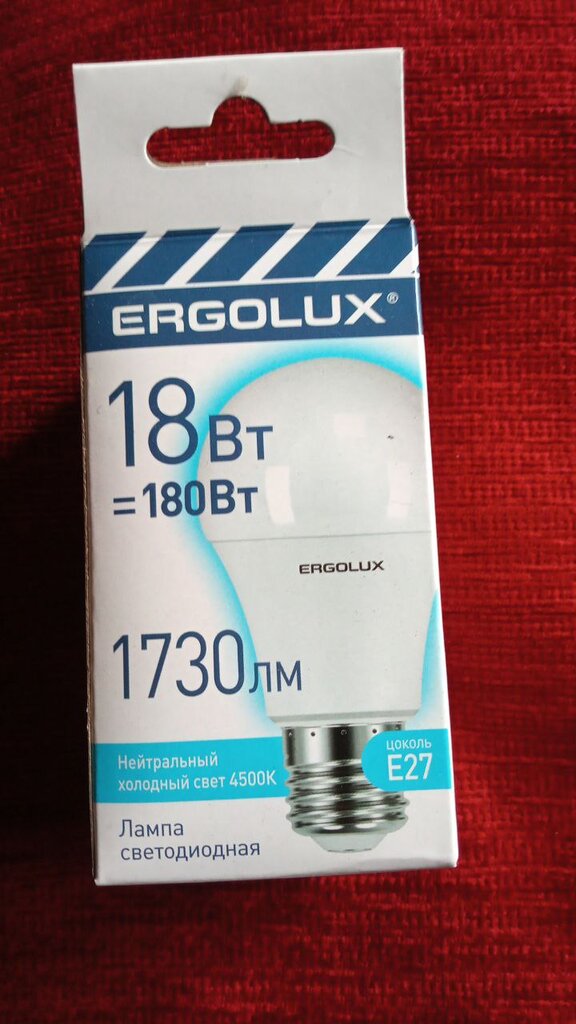 ERGOLUX®
18Вт
=180Вт
ERGOLUX
1730лм
Нейтральный
холодный свет 4500К
цоколь
E27
Лампа
светодиодная